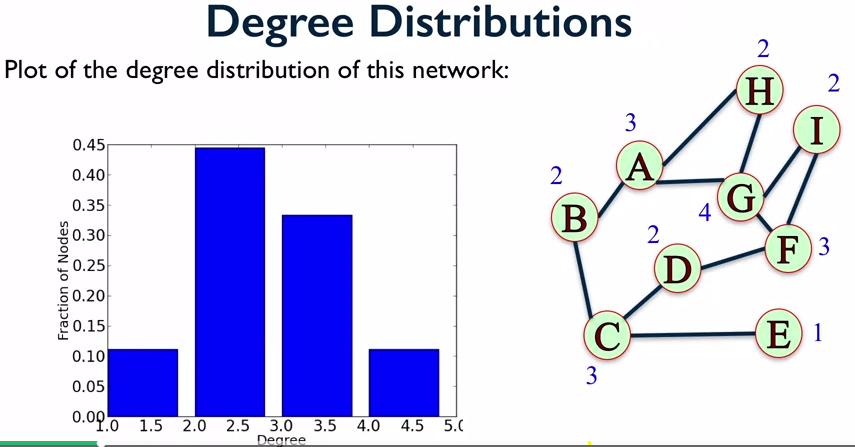 Degree Distributions
Plot of the degree distribution of this network:
0.45
0.40
0.35
0.30
0.25
0.20
0.15
0.10
0.05
0.00
Fraction of Nodes
1.0 1.5 2.0 2.5 3.0 3.5 4.0 4.5 5.0
Degree
2
H
2
I
3
A
2
B
G
4
2
D
F
3
C
3
E
1